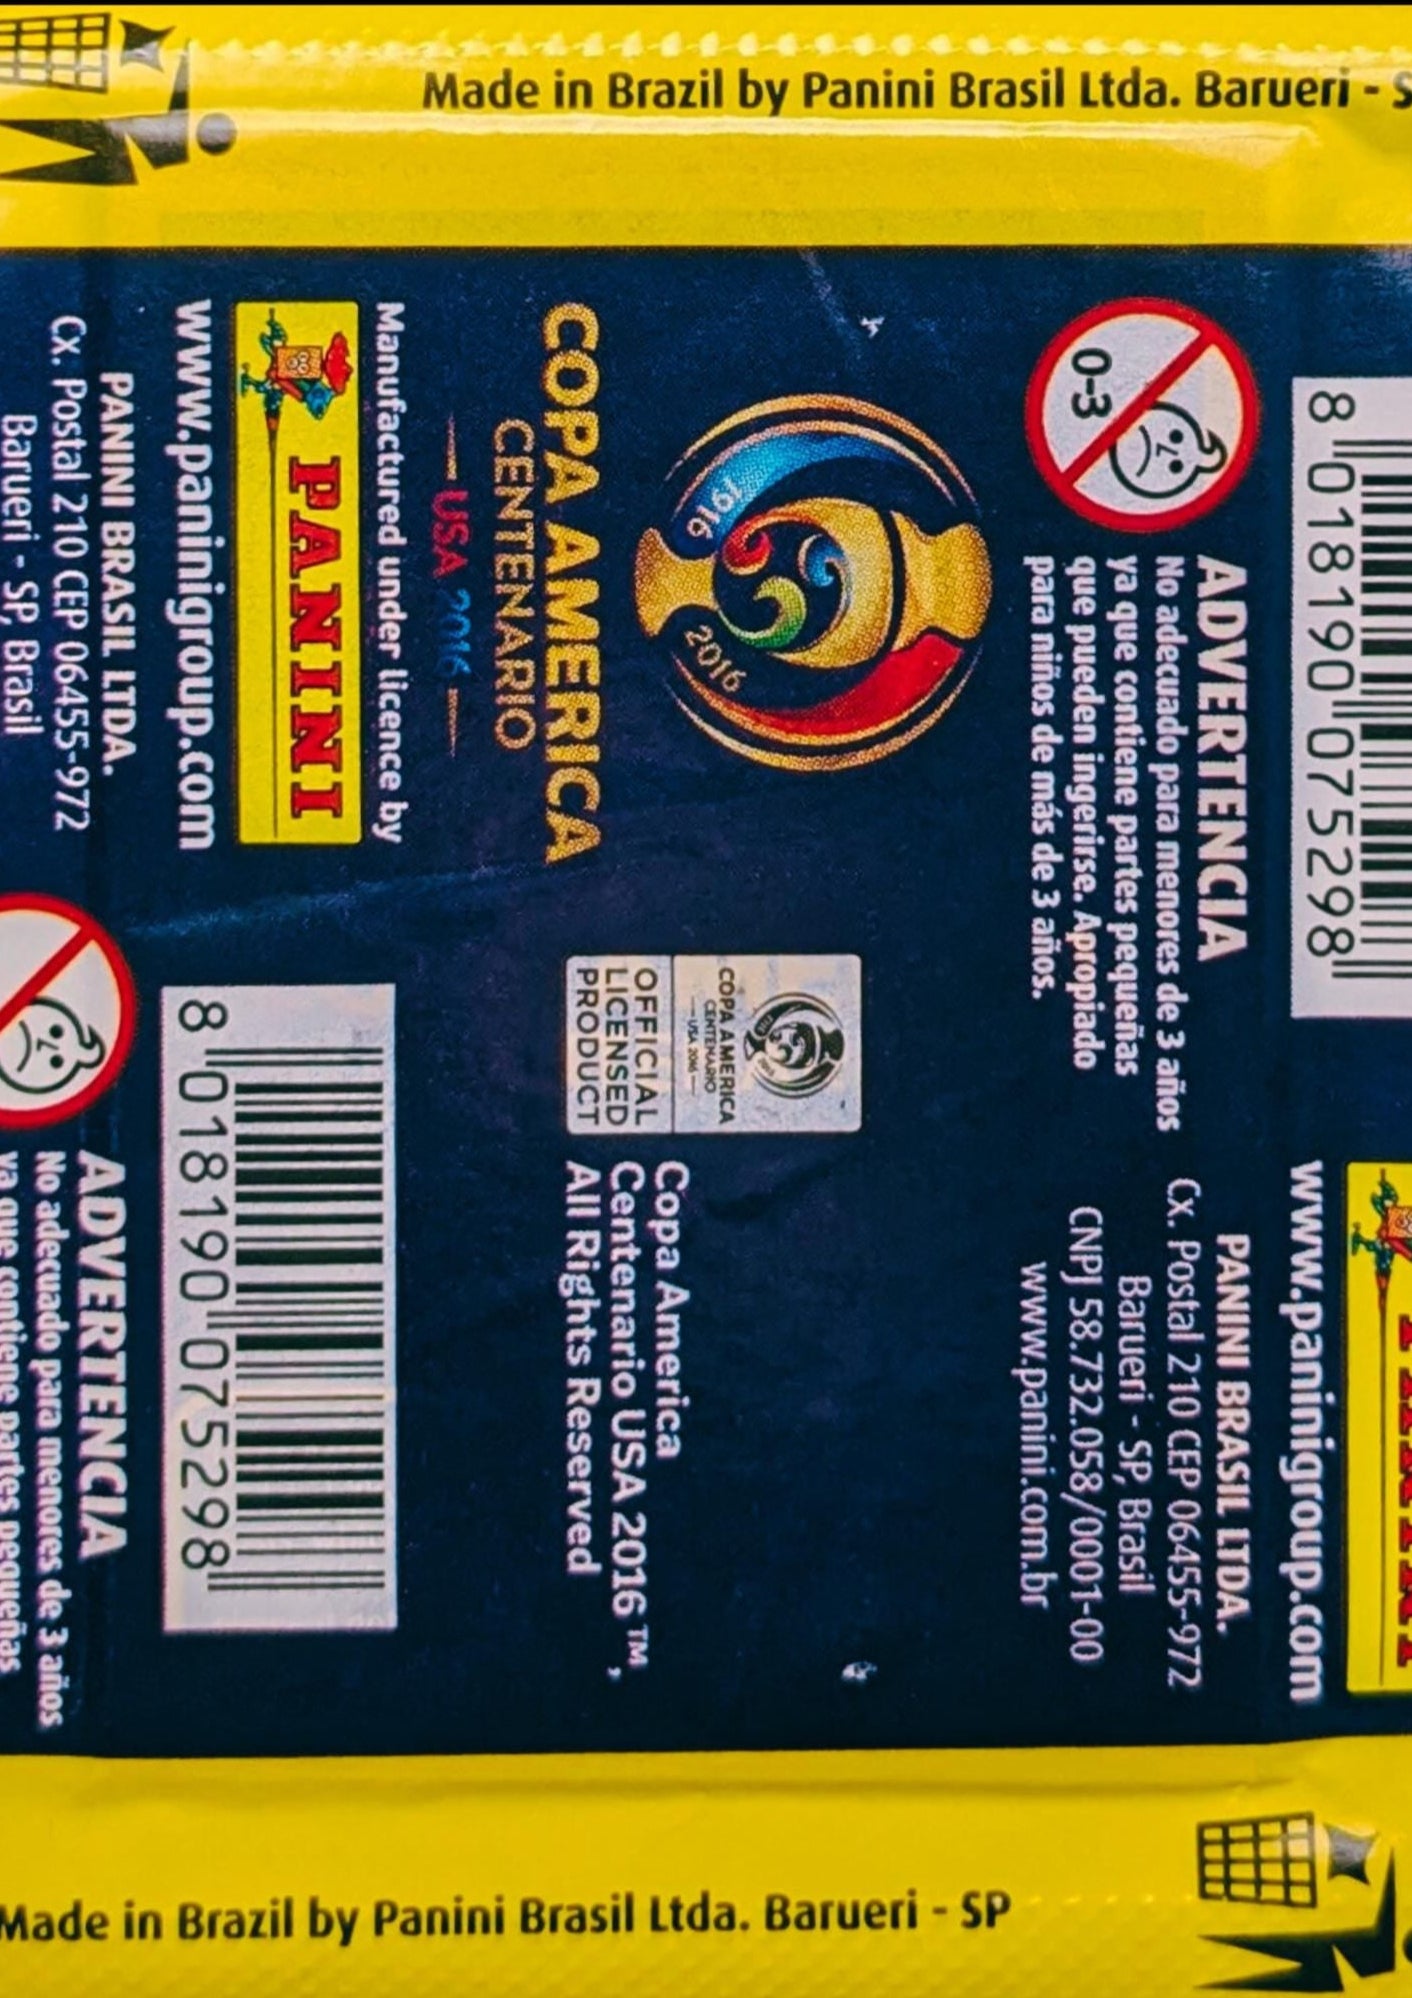 Made in Brazil by Panini Brasil Ltda. Barueri - S
8 018190 075298
0-3
ADVERTENCIA
No adecuado para menores de 3 años
ya que contiene partes pequeñas
que pueden ingerirse. Apropiado
para niños de más de 3 años.
1916
2016
COPA AMERICA
CENTENARIO
USA 2016
Manufactured under licence by
PANINI
www.paninigroup.com
PANINI BRASIL LTDA.
Cx. Postal 210 CEP 06455-972
Barueri - SP, Brasil
www.paninigroup.com
PANINI BRASIL LTDA.
Cx. Postal 210 CEP 06455-972
Barueri - SP, Brasil
CNPJ 58.732.058/0001-00
www.panini.com.br
COPA AMERICA
CENTENARIO
USA 2016
OFFICIAL
LICENSED
PRODUCT
Copa America
Centenario USA 2016™,
All Rights Reserved
8 018190 075298
ADVERTENCIA
No adecuado para menores de 3 años
ya que contiene partes pequeñas
Made in Brazil by Panini Brasil Ltda. Barueri - SP